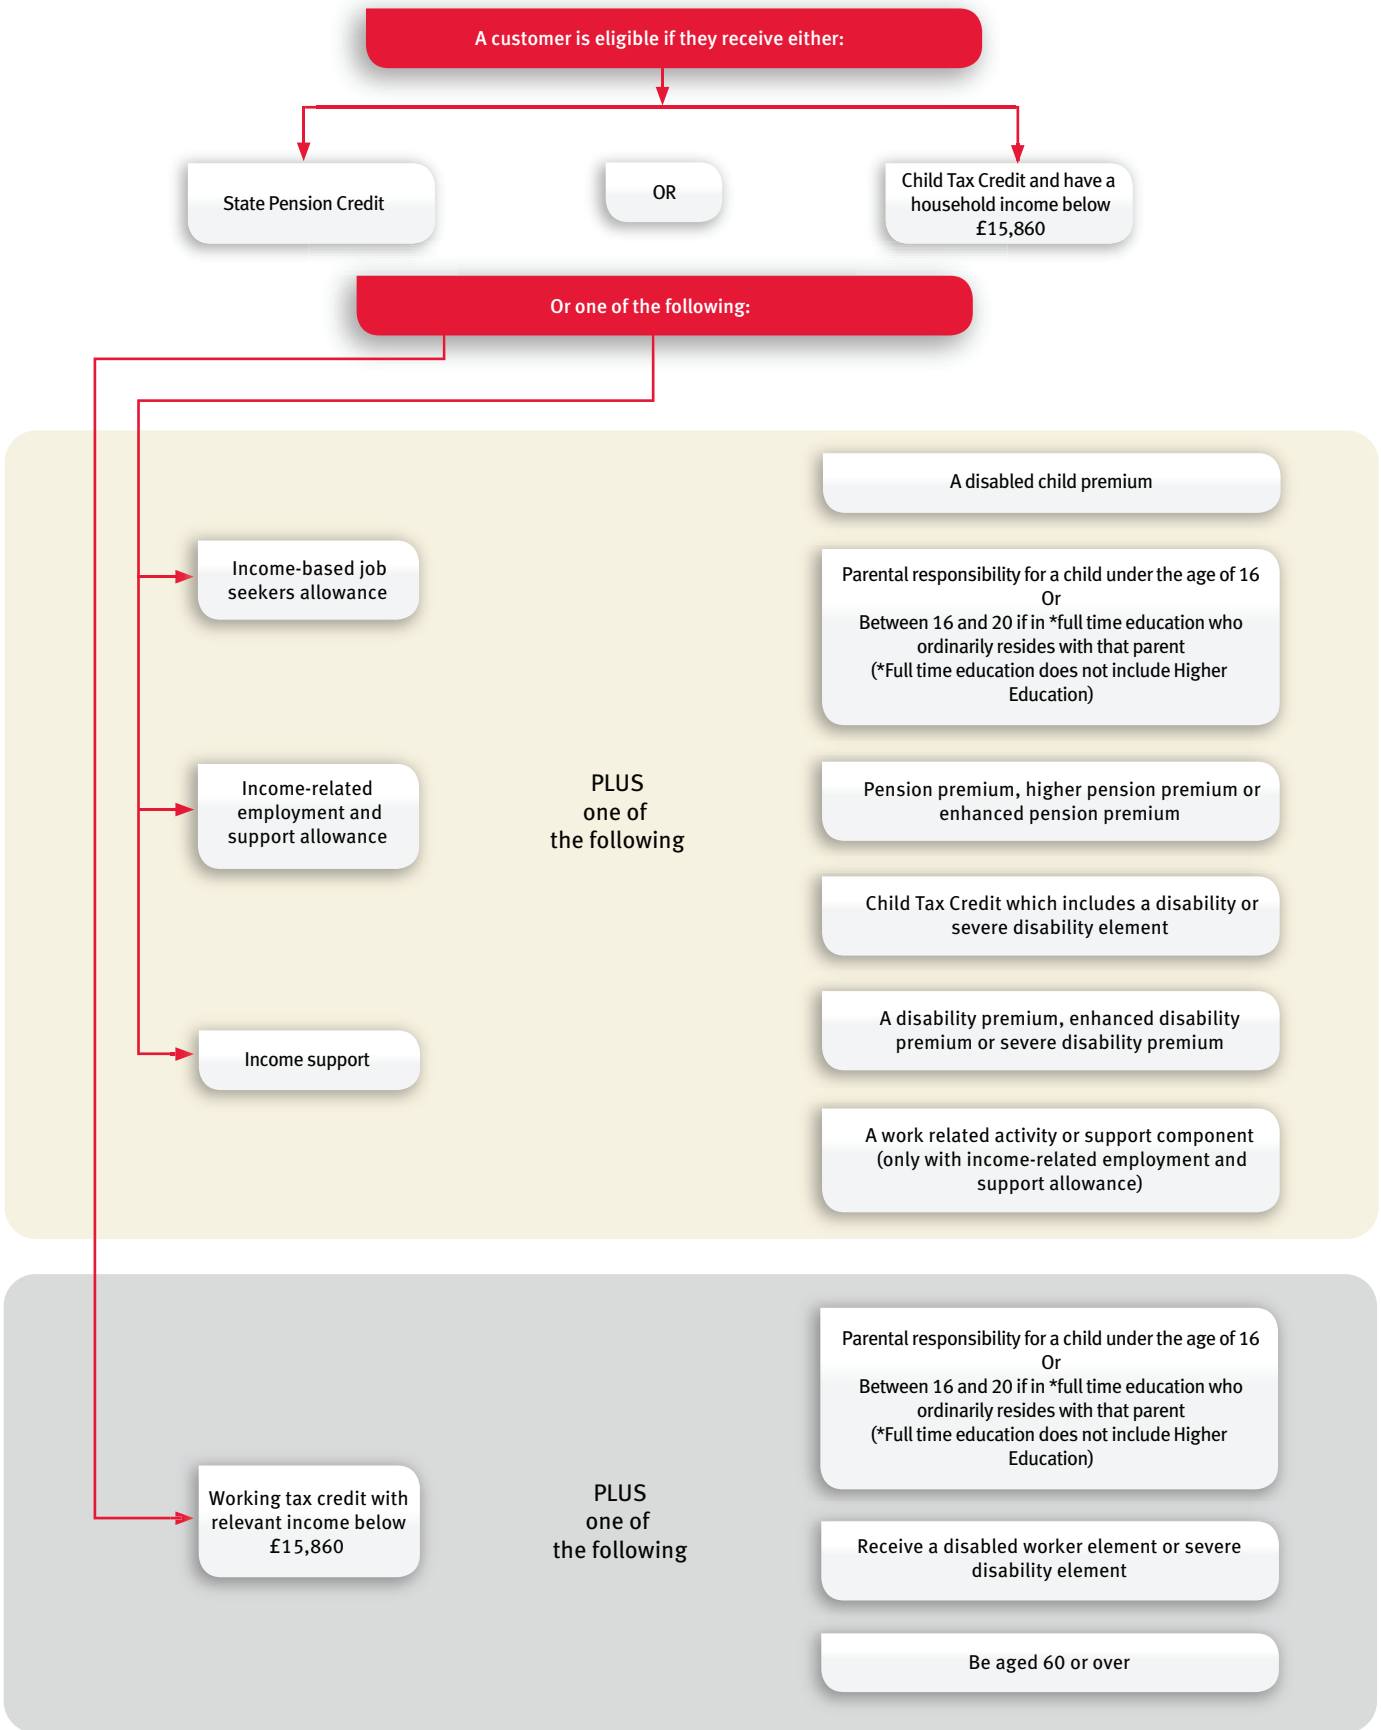 A customer is eligible if they receive either:
State Pension Credit
OR
Child Tax Credit and have a
household income below
£15,860
Or one of the following:
Income-based job
seekers allowance
Income-related
employment and
support allowance
Income support
PLUS
one of
the following
A disabled child premium
Parental responsibility for a child under the age of 16
Or
Between 16 and 20 if in *full time education who
ordinarily resides with that parent
(*Full time education does not include Higher
Education)
Pension premium, higher pension premium or
enhanced pension premium
Child Tax Credit which includes a disability or
severe disability element
A disability premium, enhanced disability
premium or severe disability premium
A work related activity or support component
(only with income-related employment and
support allowance)
Working tax credit with
relevant income below
£15,860
PLUS
one of
the following
Parental responsibility for a child under the age of 16
Or
Between 16 and 20 if in *full time education who
ordinarily resides with that parent
(*Full time education does not include Higher
Education)
Receive a disabled worker element or severe
disability element
Be aged 60 or over